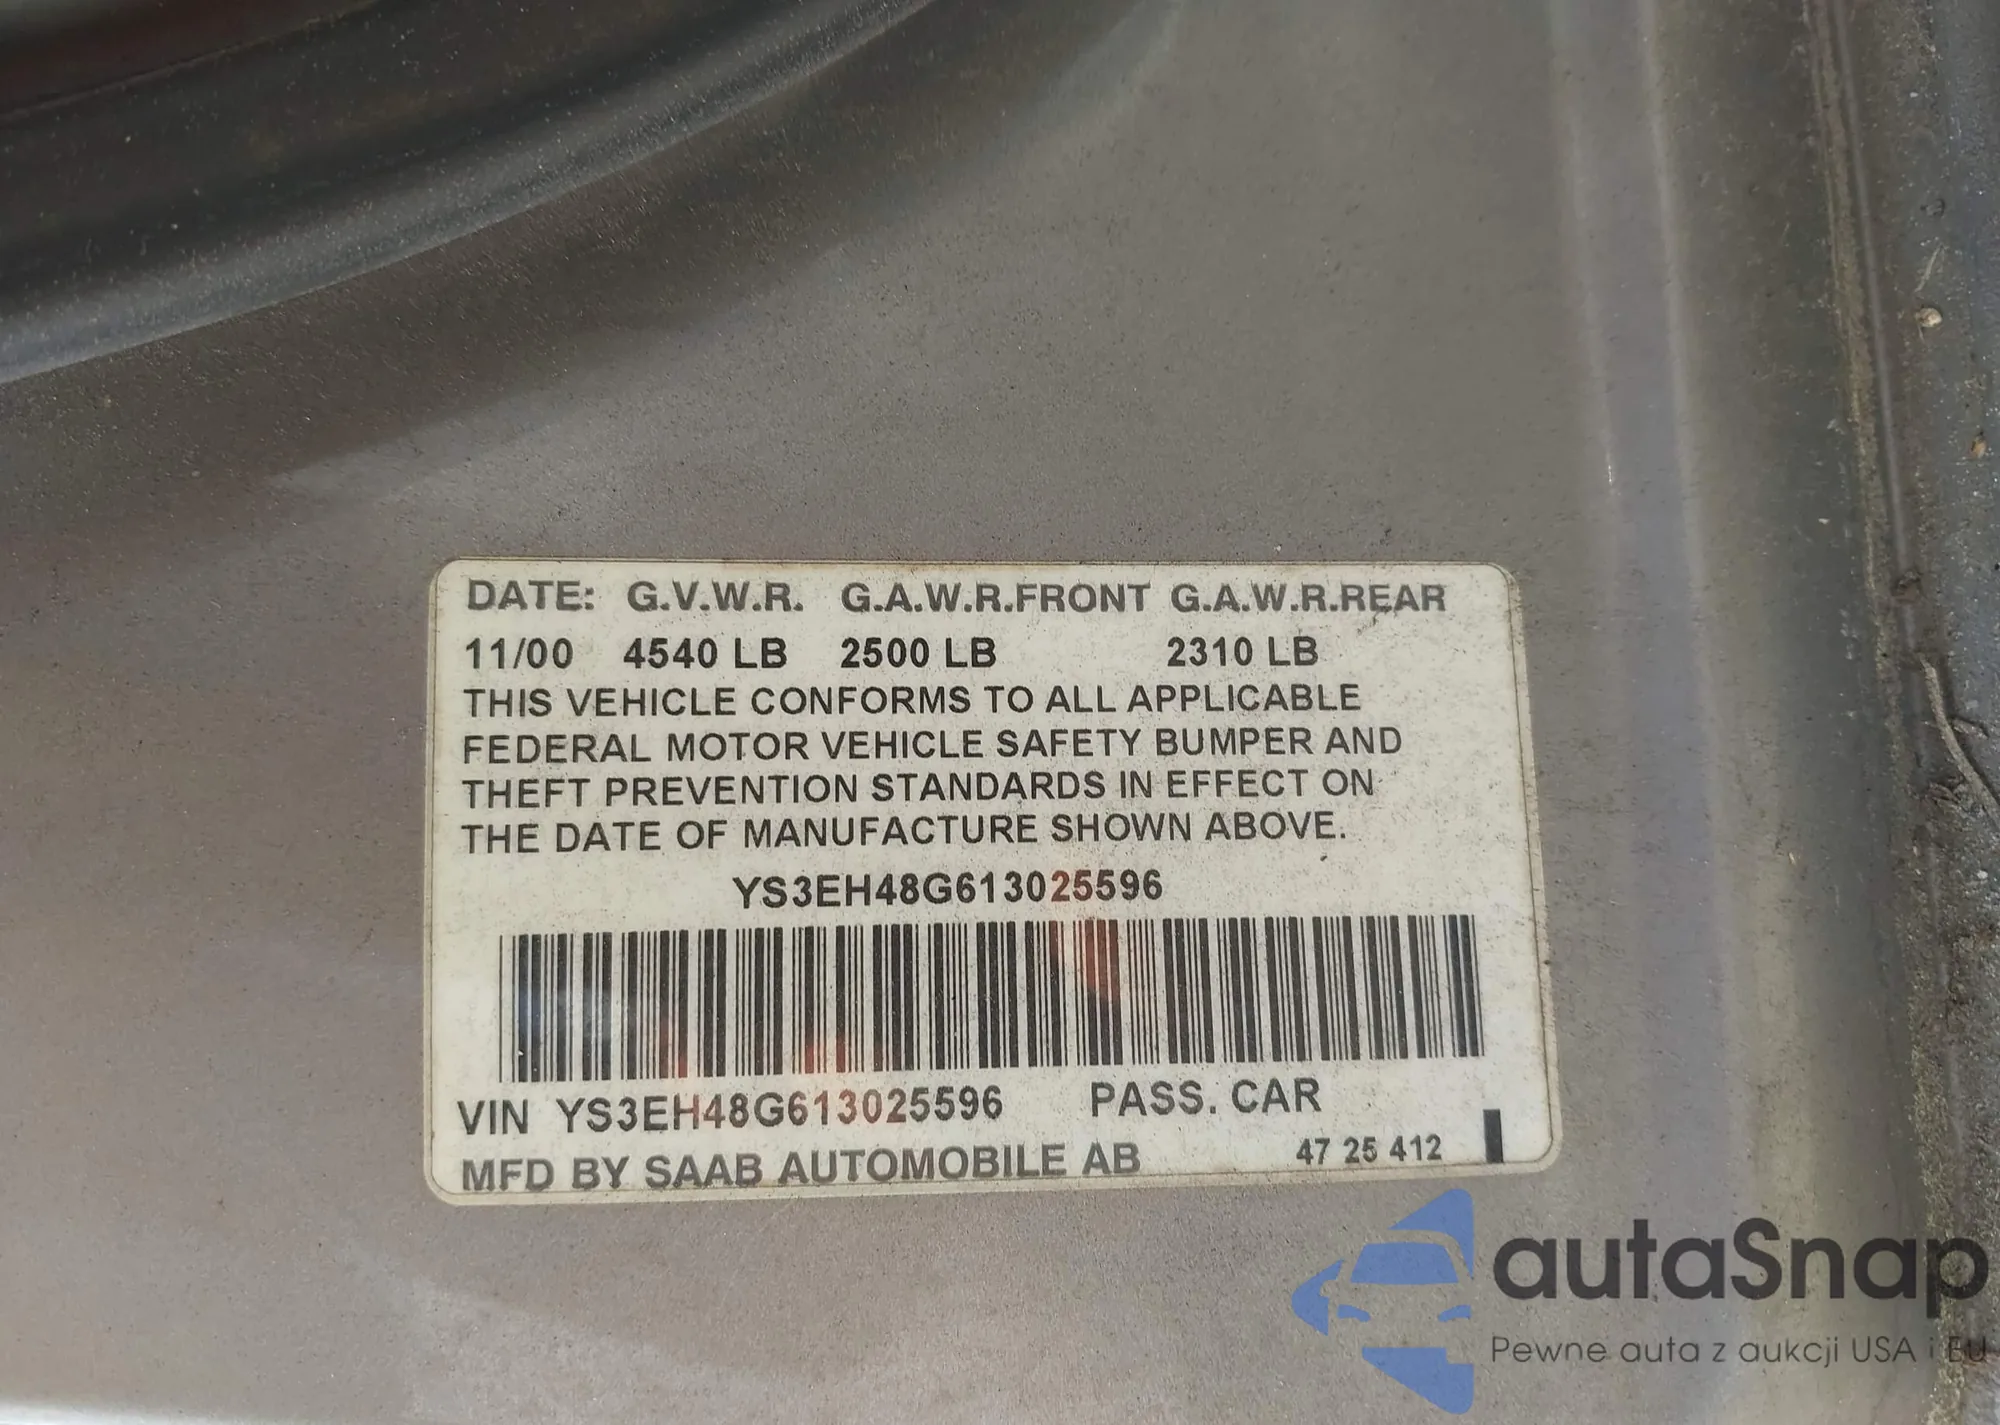 DATE: G.V.W.R. G.A.W.R.FRONT G.A.W.R.REAR
11/00 4540 LB 2500 LB 2310 LB
THIS VEHICLE CONFORMS TO ALL APPLICABLE
FEDERAL MOTOR VEHICLE SAFETY BUMPER AND
THEFT PREVENTION STANDARDS IN EFFECT ON
THE DATE OF MANUFACTURE SHOWN ABOVE.
YS3EH48G613025596
VIN YS3EH48G613025596 PASS. CAR
MFD BY SAAB AUTOMOBILE AB 47 25 412
autaSnap
Pewne auta z aukcji USA i EU